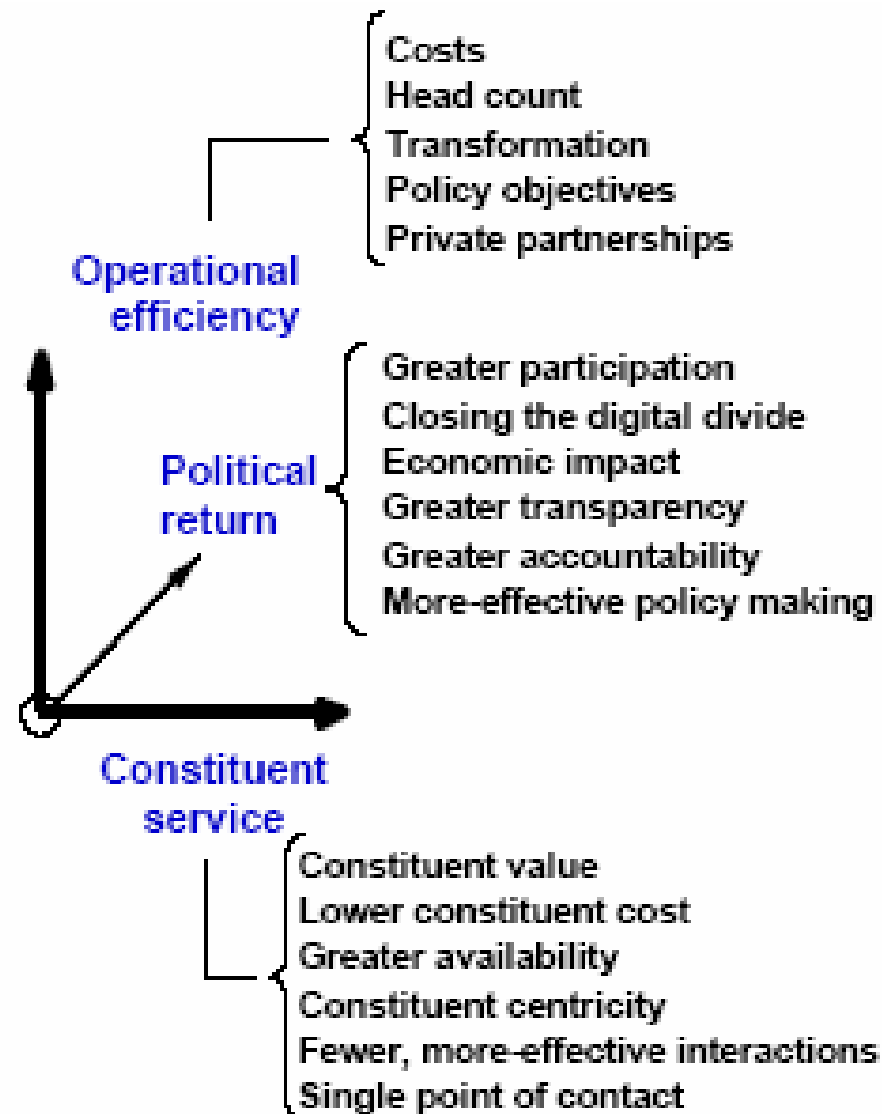 Costs
Head count
Transformation
Policy objectives
Private partnerships
Operational
efficiency
Greater participation
Closing the digital divide
Economic impact
Greater transparency
Greater accountability
More-effective policy making
Political
return
Constituent
service
Constituent value
Lower constituent cost
Greater availability
Constituent centricity
Fewer, more-effective interactions
Single point of contact